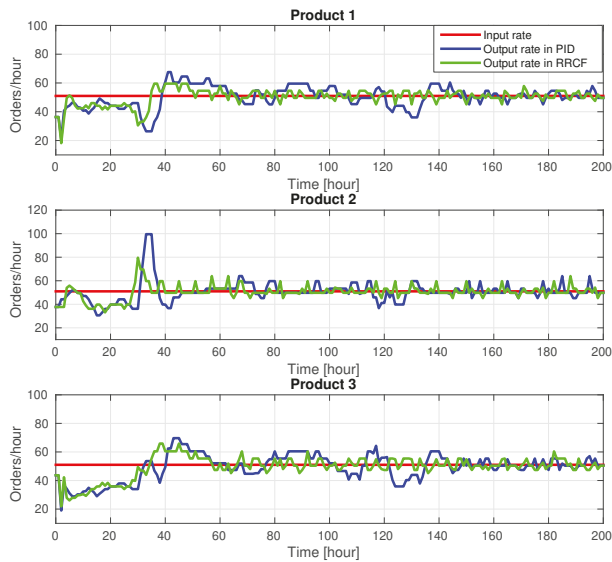 Product 1
100
80
60
40
20
Orders/hour
Input rate
Output rate in PID
Output rate in RRCF
0 20 40 60 80 100 120 140 160 180 200
Time [hour]
Product 2
120
100
80
60
40
20
Orders/hour
0 20 40 60 80 100 120 140 160 180 200
Time [hour]
Product 3
100
80
60
40
20
Orders/hour
0 20 40 60 80 100 120 140 160 180 200
Time [hour]